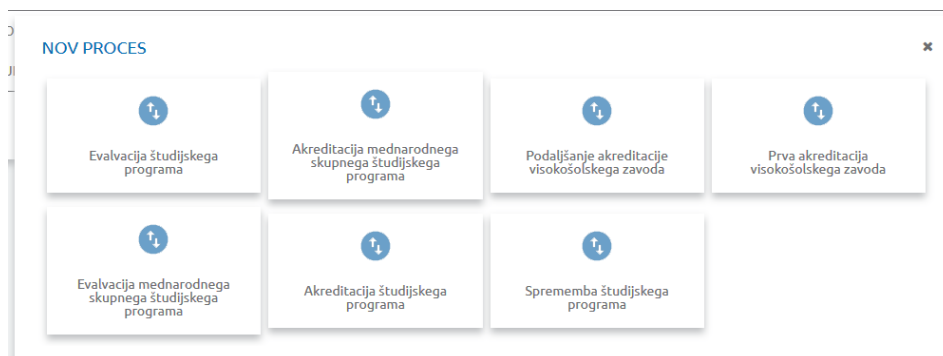 NOV PROCES
Evalvacija študijskega
programa
Akreditacija mednarodnega
skupnega študijskega
programa
Podaljšanje akreditacije
visokošolskega zavoda
Prva akreditacija
visokošolskega zavoda
Evalvacija mednarodnega
skupnega študijskega
programa
Akreditacija študijskega
programa
Sprememba študijskega
programa